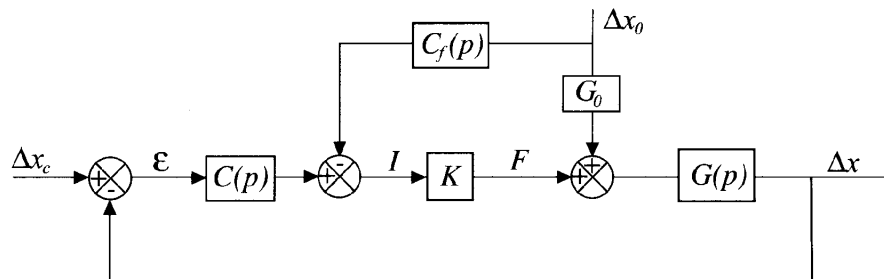 Δx₀
C_f(p)
G₀
Δx_c
ε
C(p)
I
K
F
G(p)
Δx
+
-
+
-
+
+